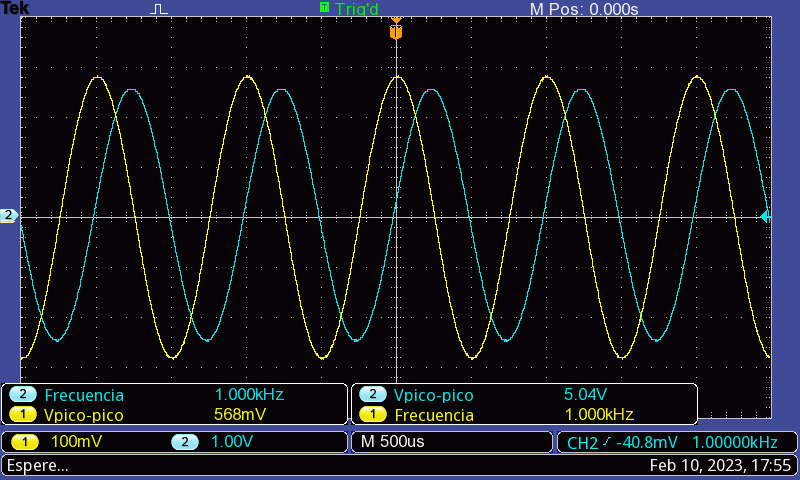 Tek T Trig'd M Pos: 0.000s
T
2
2 Frecuencia 1.000kHz
1 Vpico-pico 568mV
2 Vpico-pico 5.04V
1 Frecuencia 1.000kHz
1 100mV 2 1.00V M 500us CH2 -40.8mV 1.00000kHz
Espere... Feb 10, 2023, 17:55